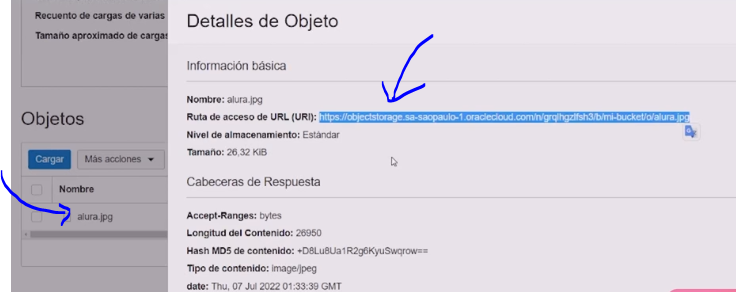 Recuento de cargas de varias
Tamaño aproximado de cargas
Objetos
Cargar
Más acciones
Nombre
alura.jpg
Detalles de Objeto
Información básica
Nombre: alura.jpg
Ruta de acceso de URL (URI): https://objectstorage.sa-saopaulo-1.oraclecloud.com/n/grqlhgzlfsh3/b/mi-bucket/o/alura.jpg
Nivel de almacenamiento: Estándar
Tamaño: 26,32 KiB
Cabeceras de Respuesta
Accept-Ranges: bytes
Longitud del Contenido: 26950
Hash MD5 de contenido: +D8Lu8Ua1R2g6KyuSwqrow==
Tipo de contenido: image/jpeg
date: Thu, 07 Jul 2022 01:33:39 GMT